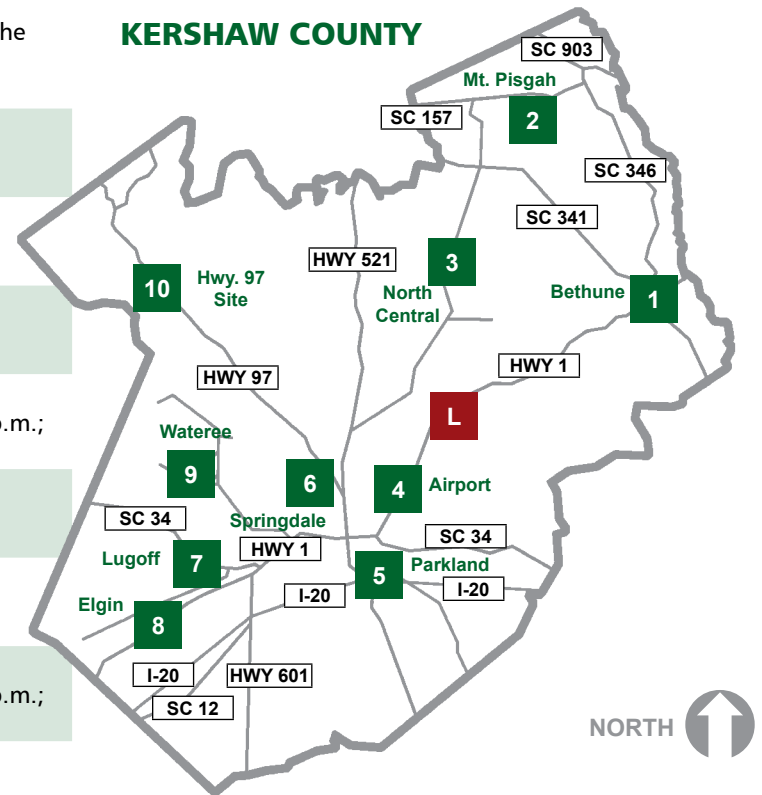 the
KERSHAW COUNTY
SC 903
Mt. Pisgah
2
SC 157
SC 346
SC 341
HWY 521
3
North
Central
10
Hwy. 97
Site
Bethune
1
HWY 97
HWY 1
p.m.;
L
Wateree
9
6
4
Airport
Springdale
SC 34
SC 34
HWY 1
Lugoff
7
Parkland
5
I-20
I-20
Elgin
8
I-20
HWY 601
p.m.;
SC 12
NORTH